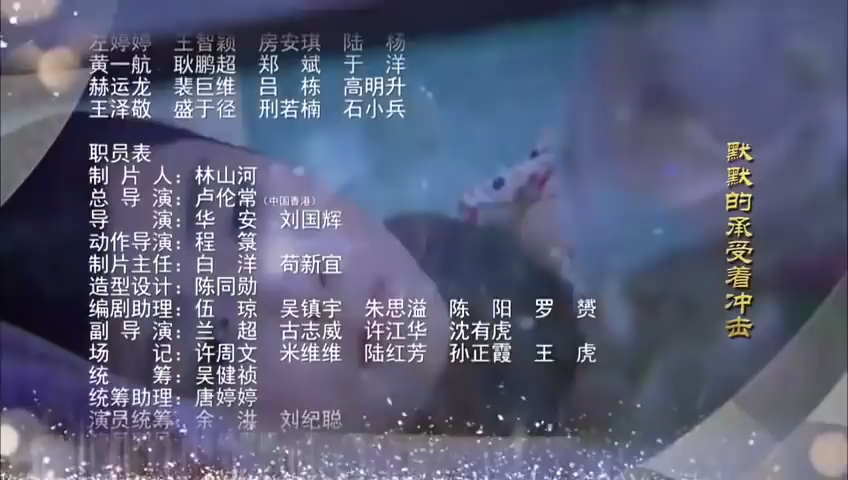 左婷婷 王智颖 房安琪 陆 杨
黄一航 耿鹏超 郑 斌 于 洋
赫运龙 裴巨维 吕 栋 高明升
王泽敬 盛于径 刑若楠 石小兵
职员表
制 片 人：林山河
总 导 演：卢伦常（中国香港）
导 演：华 安 刘国辉
动作导演：程 箓
制片主任：白 洋 苟新宜
造型设计：陈同勋
编剧助理：伍 琼 吴镇宇 朱思溢 陈 阳 罗 赟
副 导 演：兰 超 古志威 许江华 沈有虎
场 记：许周文 米维维 陆红芳 孙正霞 王 虎
统 筹：吴健祯
统筹助理：唐婷婷
演员统筹：余 洪 刘纪聪
默默的承受着冲击